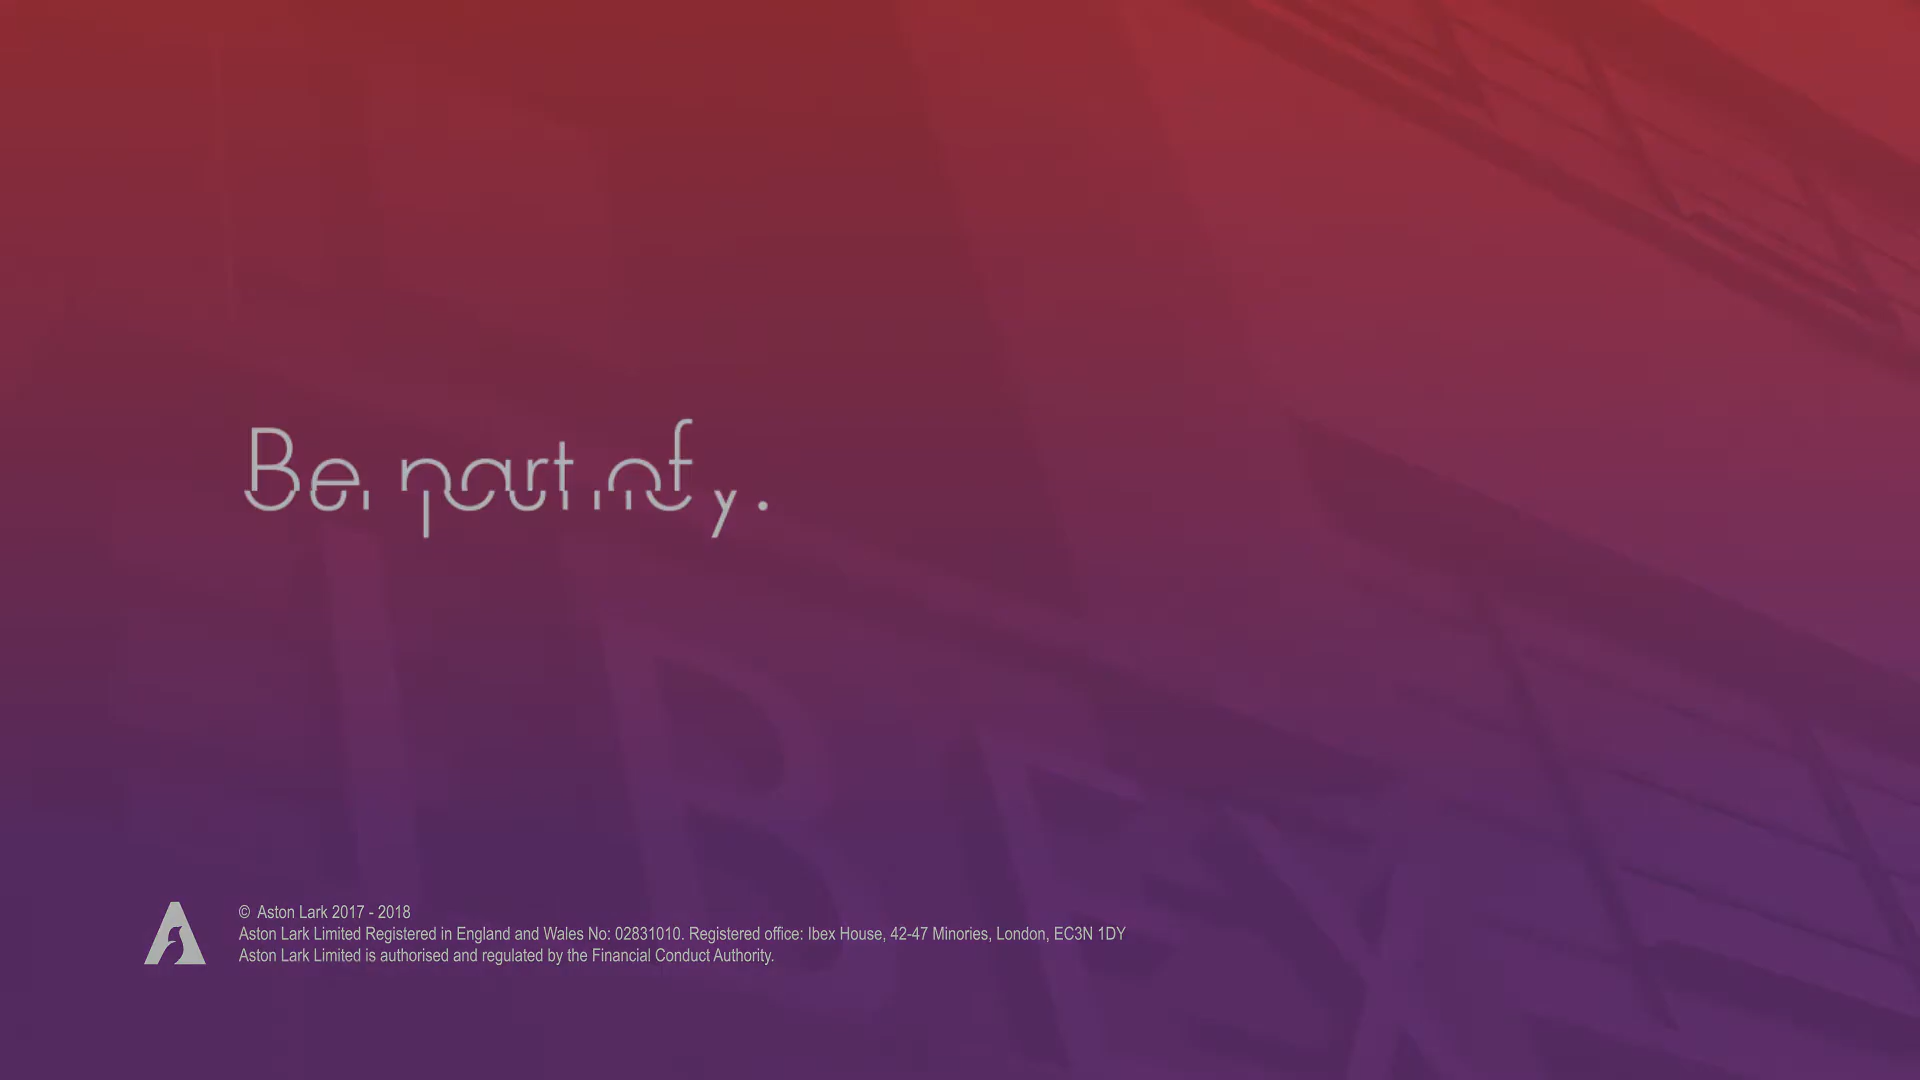 Be part of
I B E X
© Aston Lark 2017 - 2018
Aston Lark Limited Registered in England and Wales No: 02831010. Registered office: Ibex House, 42-47 Minories, London, EC3N 1DY
Aston Lark Limited is authorised and regulated by the Financial Conduct Authority.